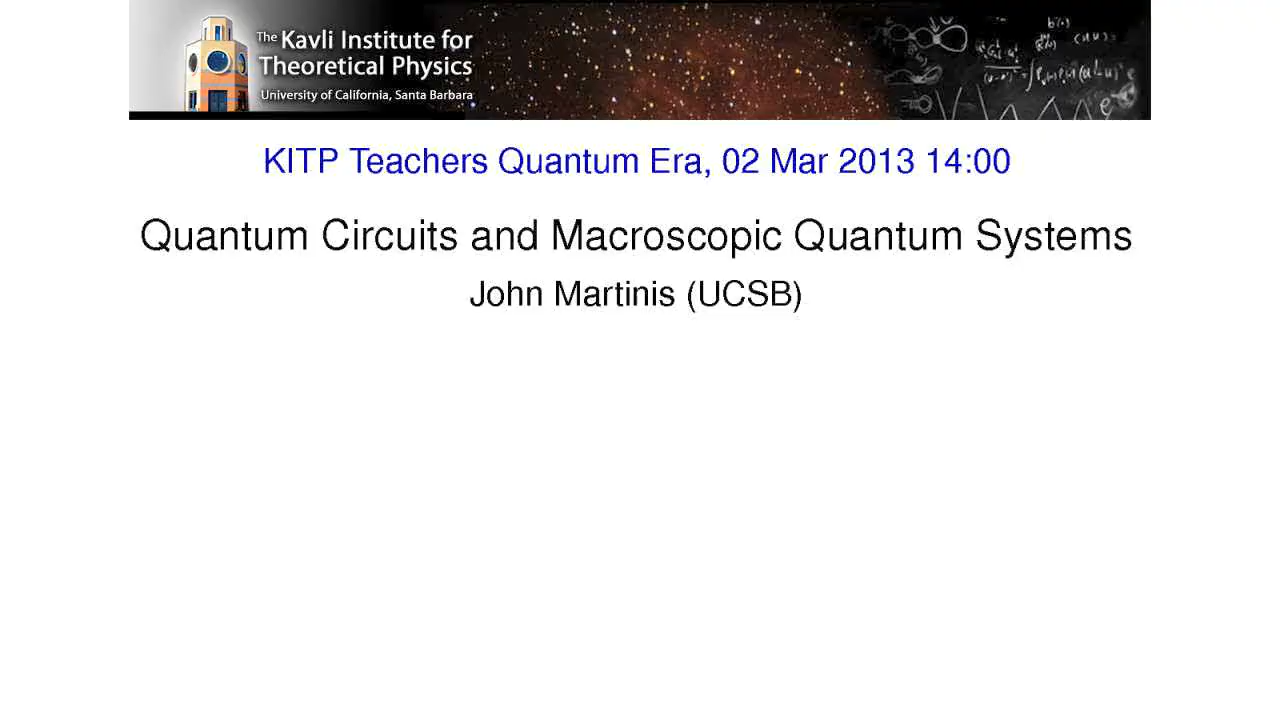 The Kavli Institute for
Theoretical Physics
University of California, Santa Barbara
KITP Teachers Quantum Era, 02 Mar 2013 14:00
Quantum Circuits and Macroscopic Quantum Systems
John Martinis (UCSB)